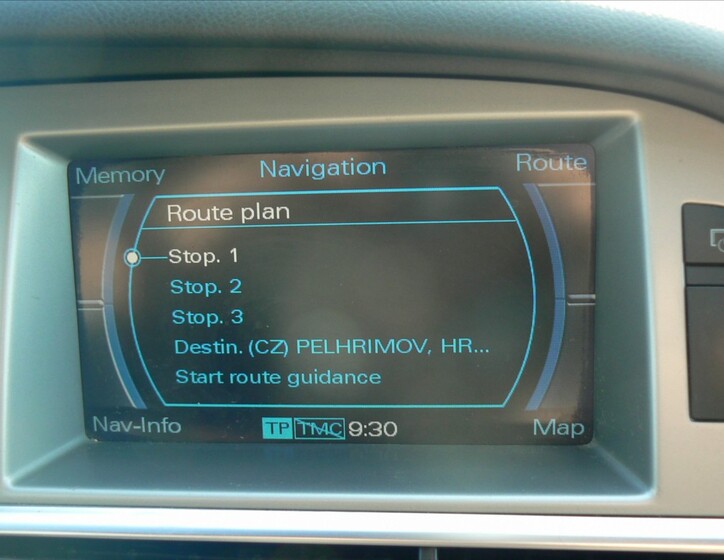 Memory Navigation Route
Route plan
Stop. 1
Stop. 2
Stop. 3
Destin. (CZ) PELHRIMOV, HR...
Start route guidance
Nav-Info TP TMC 9:30 Map